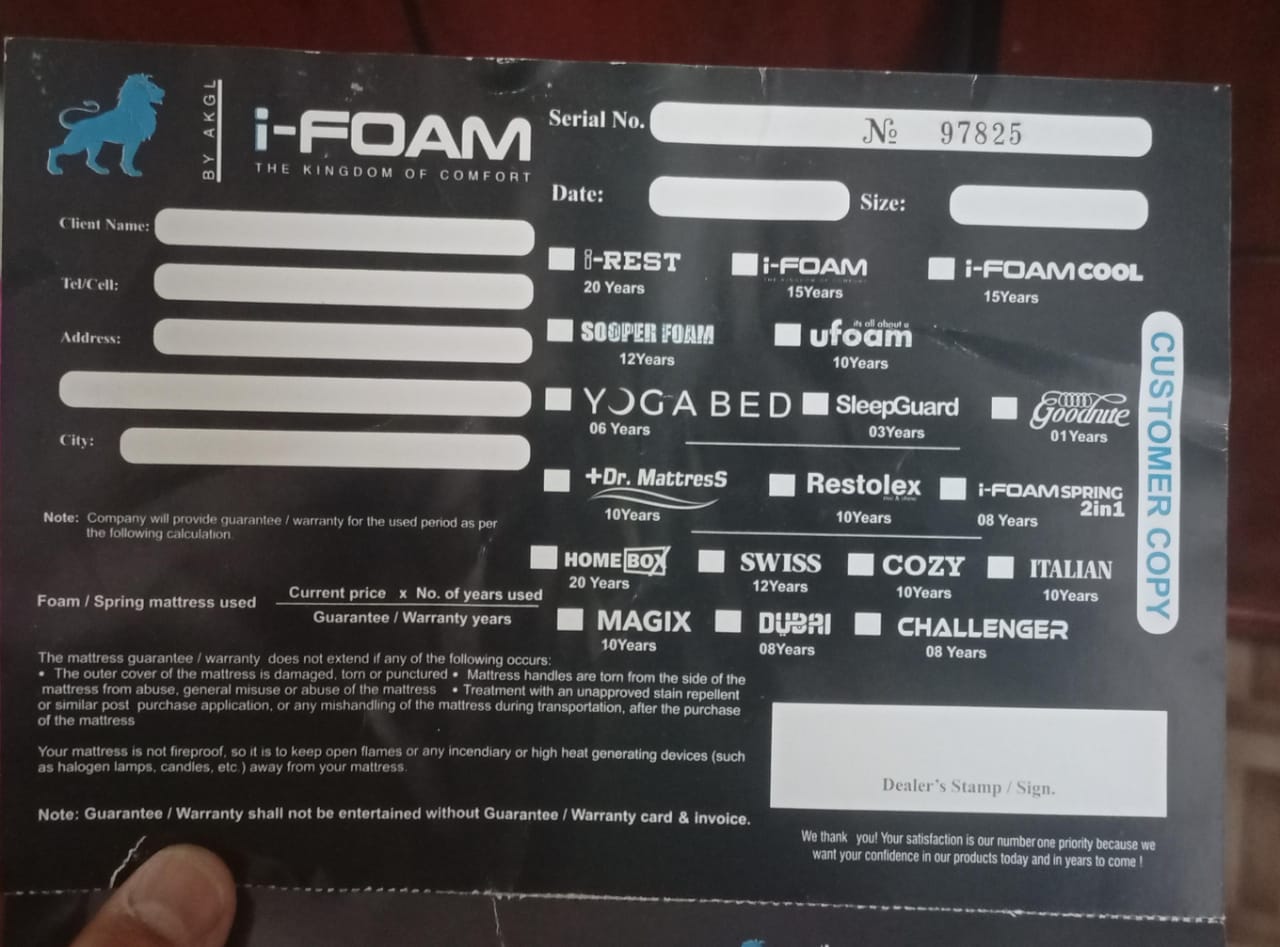 BY AKGL
i-FOAM
THE KINGDOM OF COMFORT
Serial No. № 97825
Date: Size:
Client Name:
Tel/Cell:
Address:
City:
i-REST
20 Years
i-FOAM
THE KINGDOM OF COMFORT
15Years
i-FOAM COOL
15Years
SOOPER FOAM
12Years
its all about u
ufoam
10Years
YOGA BED
06 Years
SleepGuard
03Years
Goodnite
01Years
+Dr. MattresS
10Years
Restolex
10Years
i-FOAM SPRING
2in1
08 Years
HOME BOX
20 Years
SWISS
12Years
COZY
10Years
ITALIAN
10Years
MAGIX
10Years
DUBAI
08Years
CHALLENGER
08 Years
CUSTOMER COPY
Note: Company will provide guarantee / warranty for the used period as per
the following calculation.
Foam / Spring mattress used
Current price x No. of years used
Guarantee / Warranty years
The mattress guarantee / warranty does not extend if any of the following occurs:
• The outer cover of the mattress is damaged, torn or punctured • Mattress handles are torn from the side of the
mattress from abuse, general misuse or abuse of the mattress • Treatment with an unapproved stain repellent
or similar post purchase application, or any mishandling of the mattress during transportation, after the purchase
of the mattress
Your mattress is not fireproof, so it is to keep open flames or any incendiary or high heat generating devices (such
as halogen lamps, candles, etc.) away from your mattress.
Note: Guarantee / Warranty shall not be entertained without Guarantee / Warranty card & invoice.
Dealer's Stamp / Sign.
We thank you! Your satisfaction is our number one priority because we
want your confidence in our products today and in years to come !